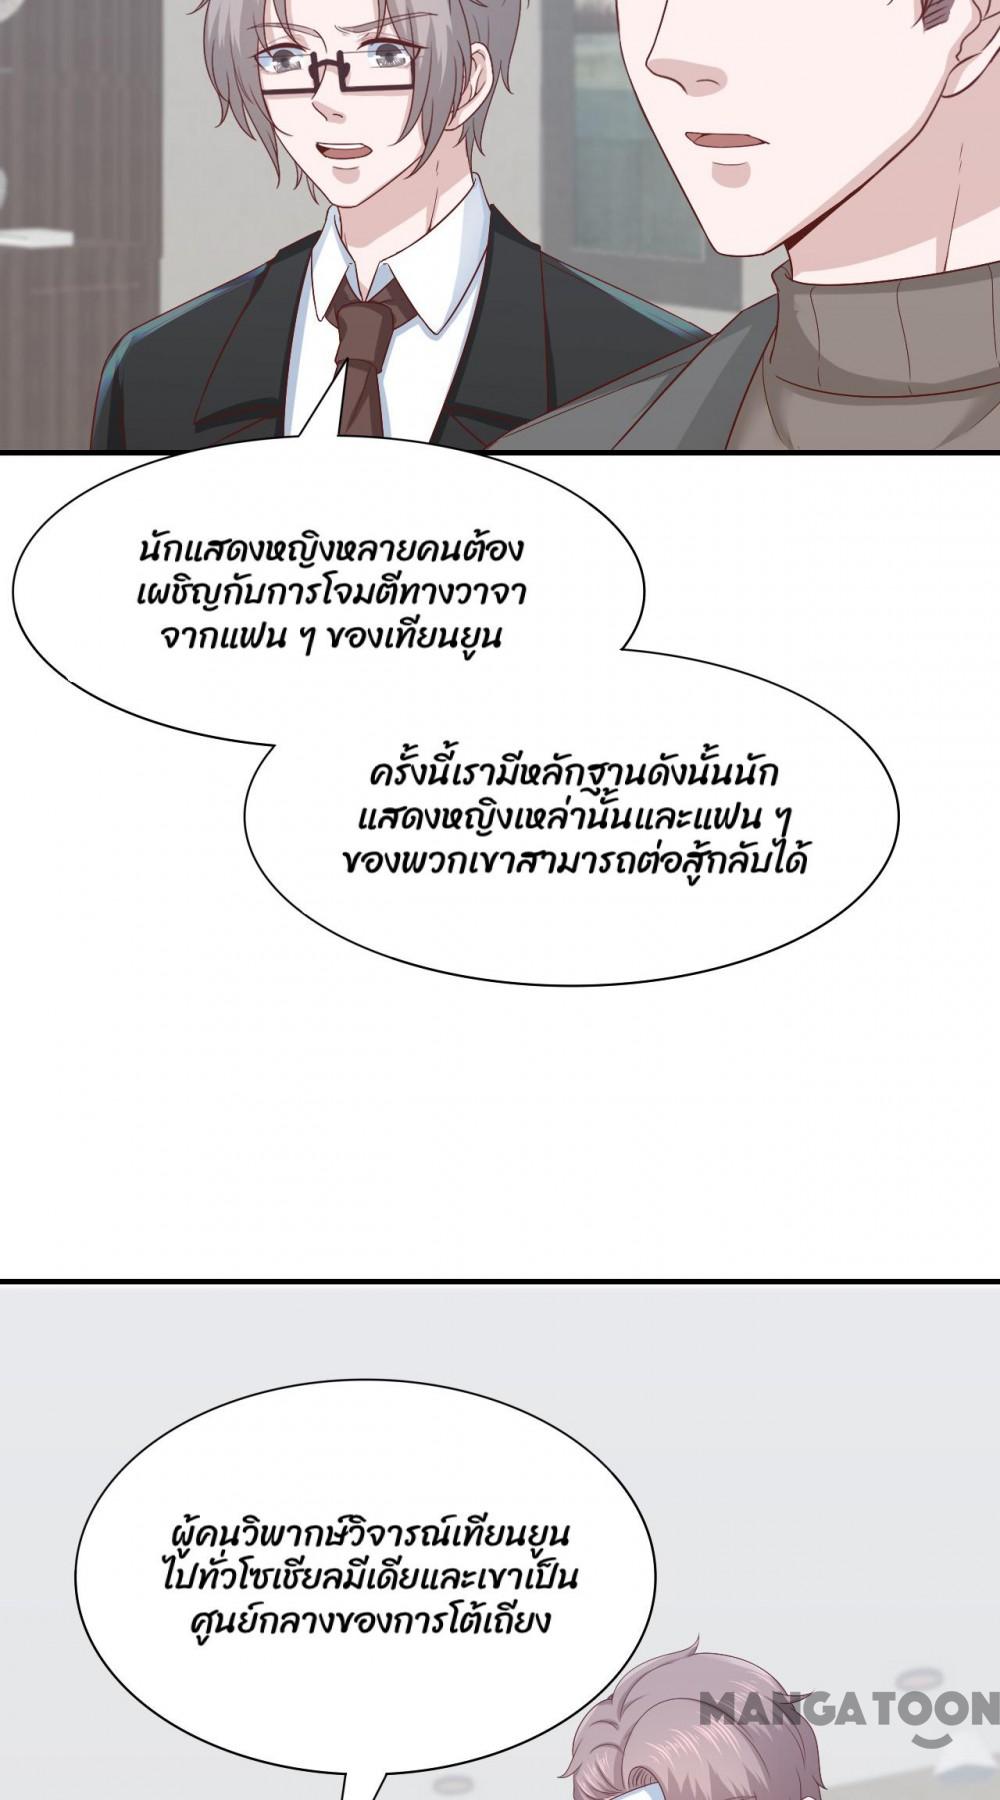 นักแสดงหญิงหลายคนต้อง
เผชิญกับการโจมตีทางวาจา
จากแฟน ๆ ของเทียนยูน
ครั้งนี้เรามีหลักฐานดังนั้นนัก
แสดงหญิงเหล่านั้นและแฟน ๆ
ของพวกเขาสามารถต่อสู้กลับได้
ผู้คนวิพากษ์วิจารณ์เทียนยูน
ไปทั่วโซเชียลมีเดียและเขาเป็น
ศูนย์กลางของการโต้เถียง
MANGATOON